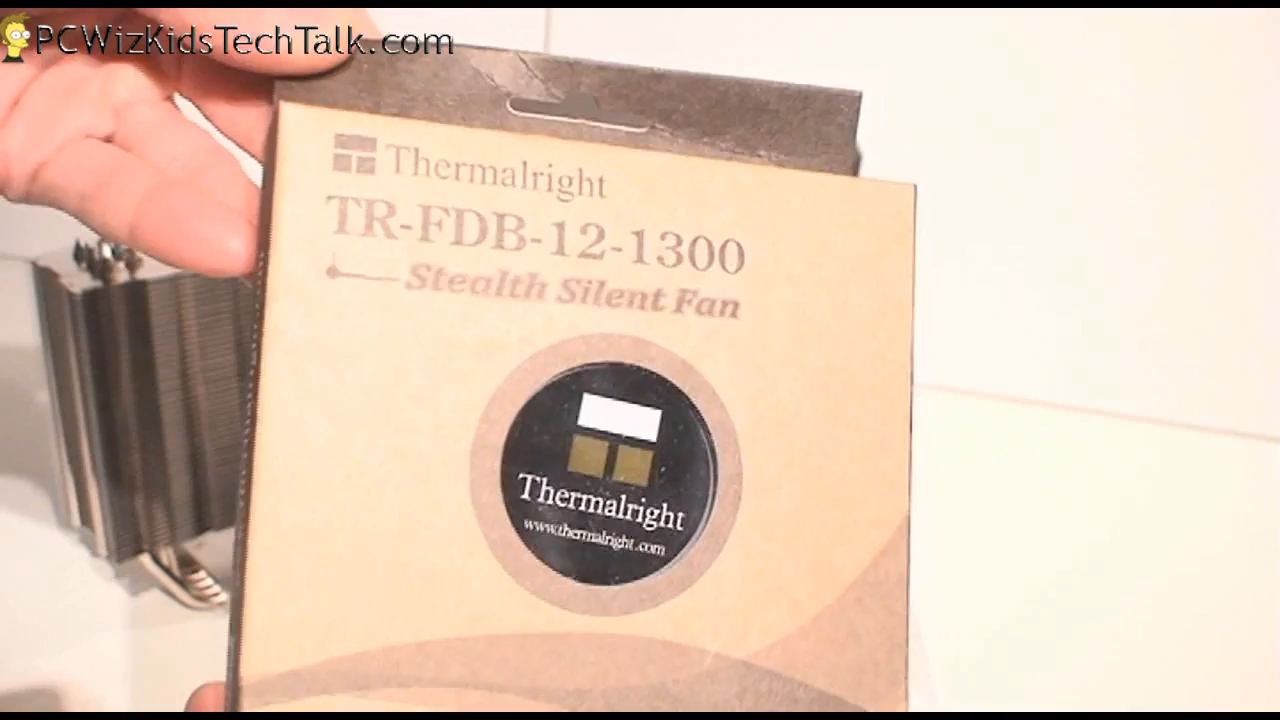 PCWizKidsTechTalk.com
Thermalright
TR-FDB-12-1300
Stealth Silent Fan
Thermalright
www.thermalright.com